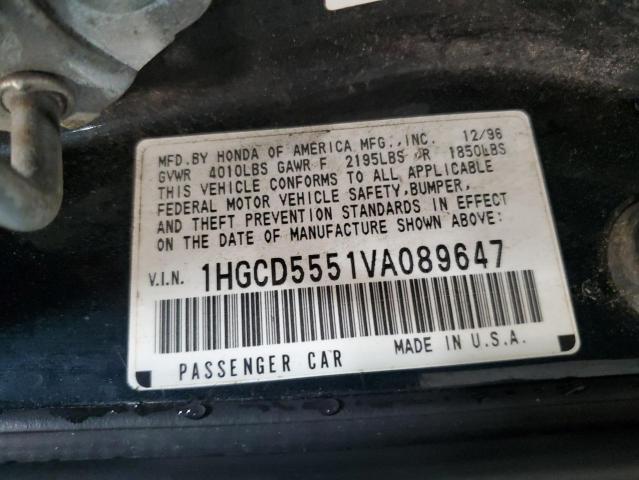 MFD.BY HONDA OF AMERICA MFG.,INC. 12/96
GVWR 4010LBS GAWR F 2195LBS R 1850LBS
THIS VEHICLE CONFORMS TO ALL APPLICABLE
FEDERAL MOTOR VEHICLE SAFETY,BUMPER,
AND THEFT PREVENTION STANDARDS IN EFFECT
ON THE DATE OF MANUFACTURE SHOWN ABOVE:
V.I.N. 1HGCD5551VA089647
PASSENGER CAR MADE IN U.S.A.